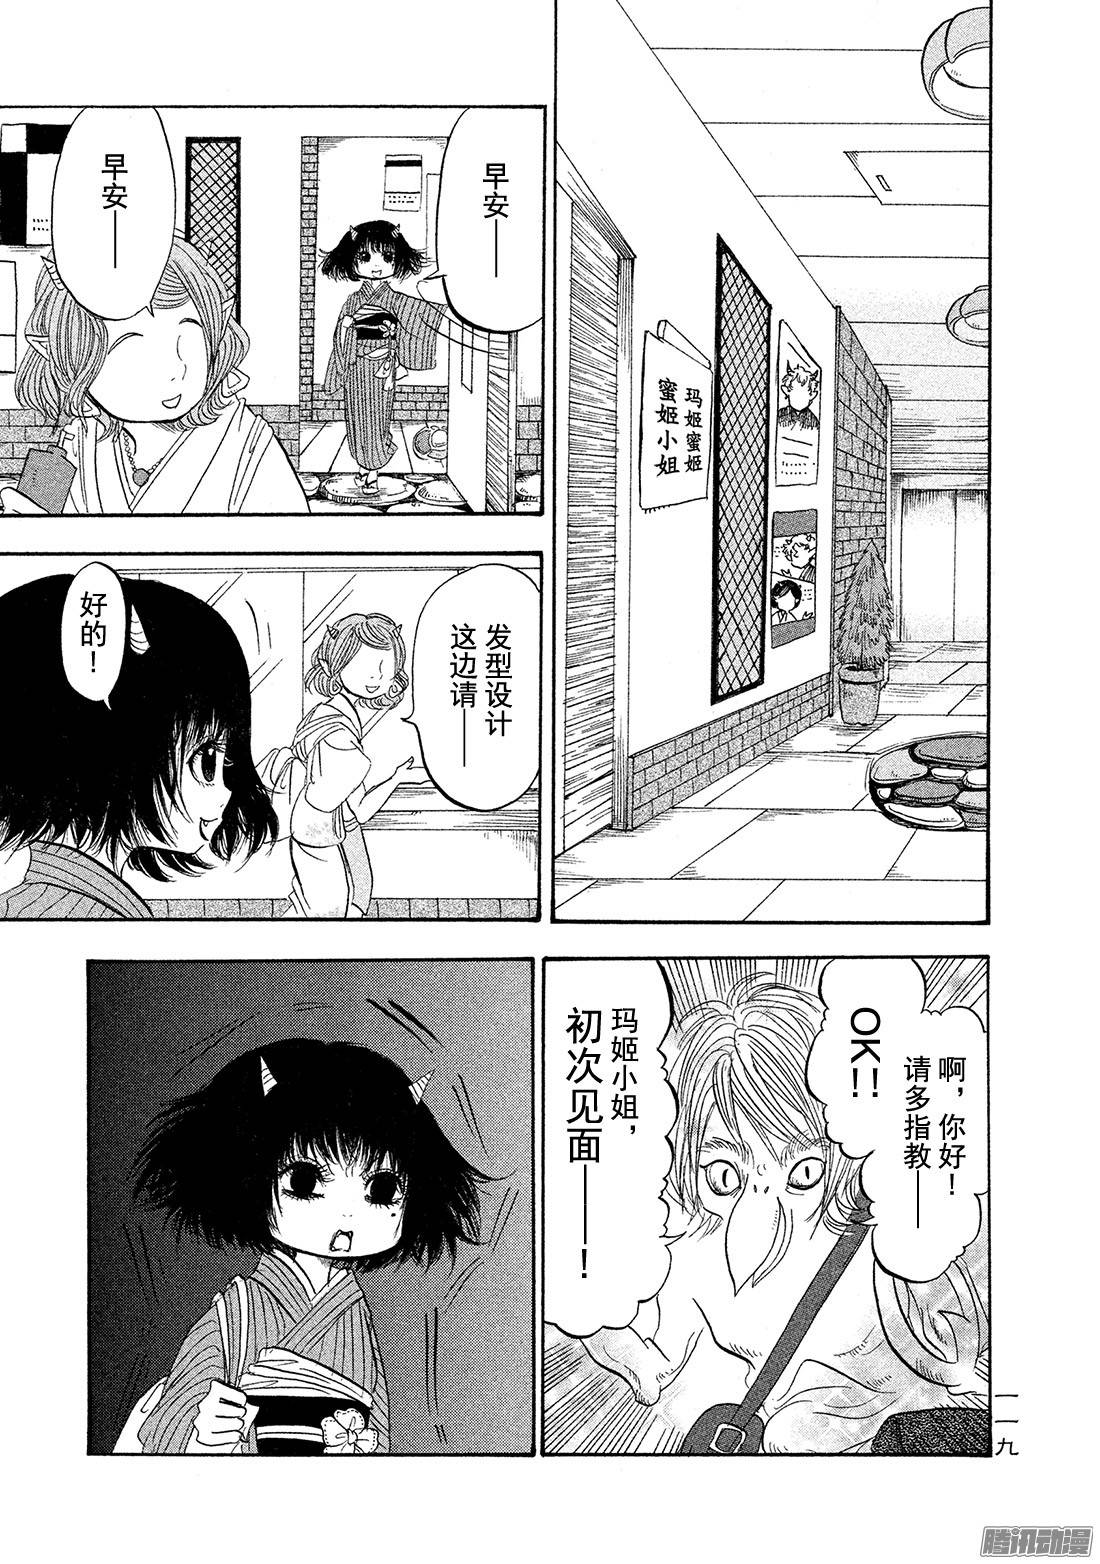 玛姬蜜姬
蜜姬小姐
早安——
早安——
发型设计
这边请——
好的！
啊，你好！
请多指教——
OK!!
玛姬小姐，
初次见面——！
一一九
腾讯动漫